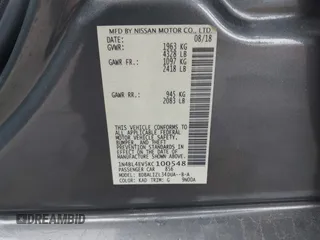 MFD BY NISSAN MOTOR CO., LTD.
DATE: 08/18
GVWR: 1963 KG
4328 LB
GAWR FR: 1097 KG
2418 LB
GAWR RR: 945 KG
2083 LB
THIS VEHICLE CONFORMS TO ALL
APPLICABLE FEDERAL MOTOR VEHICLE
BUMPER, SAFETY AND THEFT
PREVENTION STANDARDS IN EFFECT
ON THE DATE OF MANUFACTURE
SHOWN ABOVE.
1N4BL4EV5KC100548
PASSENGER CAR
COLOR: KAD TRIM: G
DREAMBID